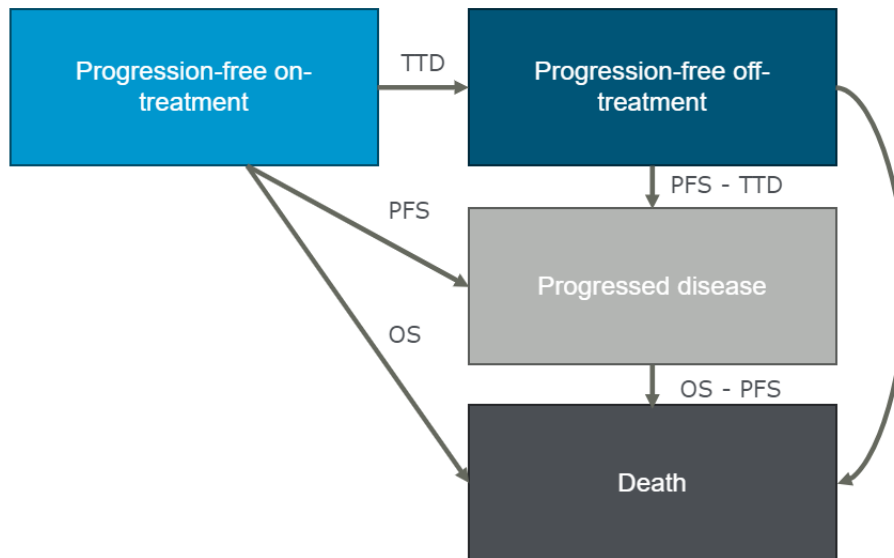 Progression-free on-
treatment
TTD
Progression-free off-
treatment
PFS - TTD
PFS
Progressed disease
OS
OS - PFS
Death